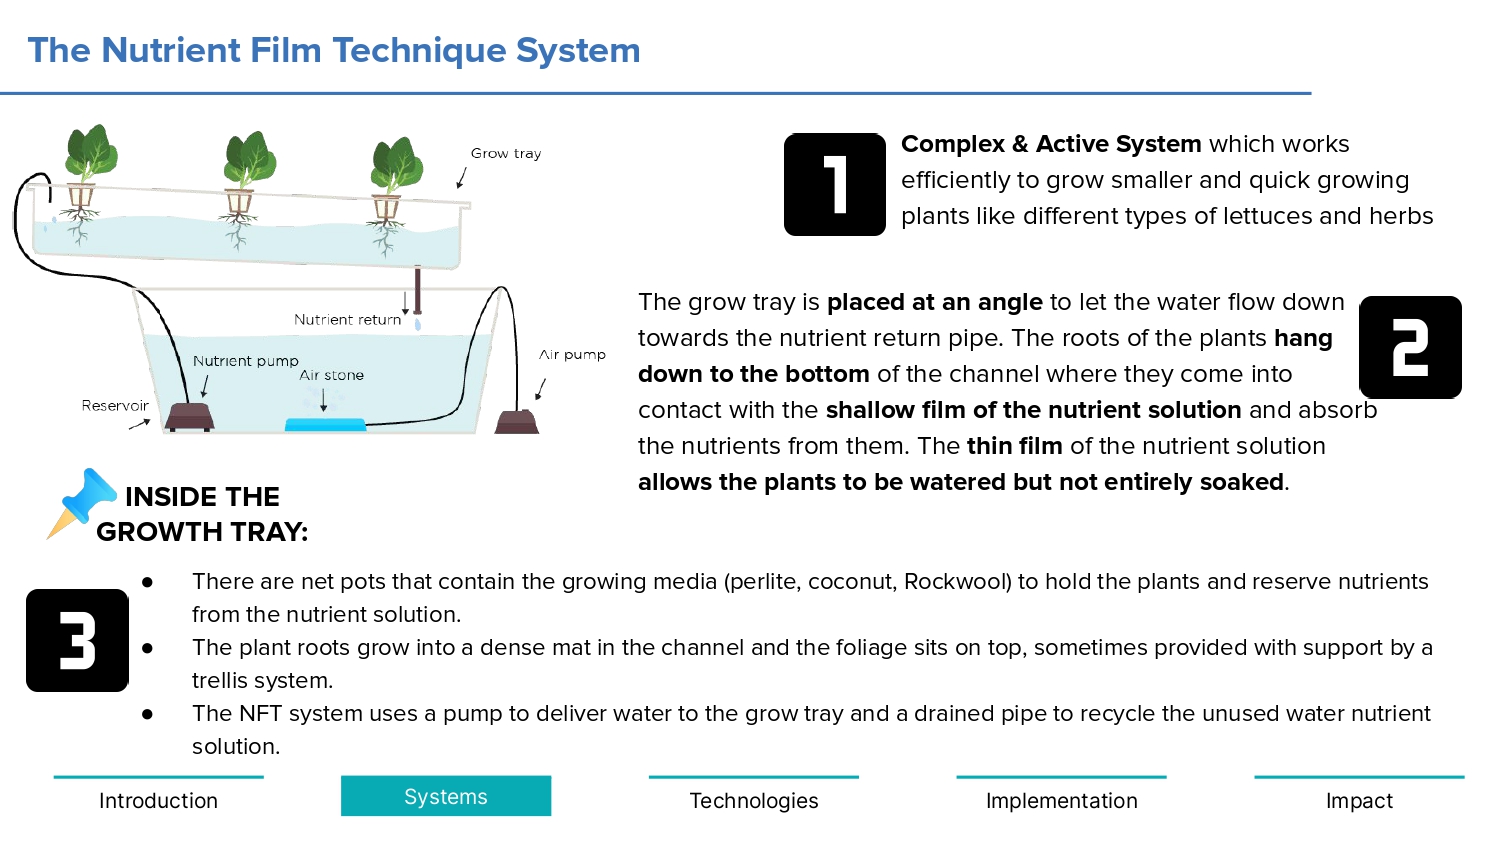 The Nutrient Film Technique System
Grow tray
Nutrient return
Nutrient pump
Air stone
Air pump
Reservoir
1
Complex & Active System which works
efficiently to grow smaller and quick growing
plants like different types of lettuces and herbs
The grow tray is placed at an angle to let the water flow down
towards the nutrient return pipe. The roots of the plants hang
down to the bottom of the channel where they come into
contact with the shallow film of the nutrient solution and absorb
the nutrients from them. The thin film of the nutrient solution
allows the plants to be watered but not entirely soaked.
2
INSIDE THE
GROWTH TRAY:
3
● There are net pots that contain the growing media (perlite, coconut, Rockwool) to hold the plants and reserve nutrients
from the nutrient solution.
● The plant roots grow into a dense mat in the channel and the foliage sits on top, sometimes provided with support by a
trellis system.
● The NFT system uses a pump to deliver water to the grow tray and a drained pipe to recycle the unused water nutrient
solution.
Introduction
Systems
Technologies
Implementation
Impact